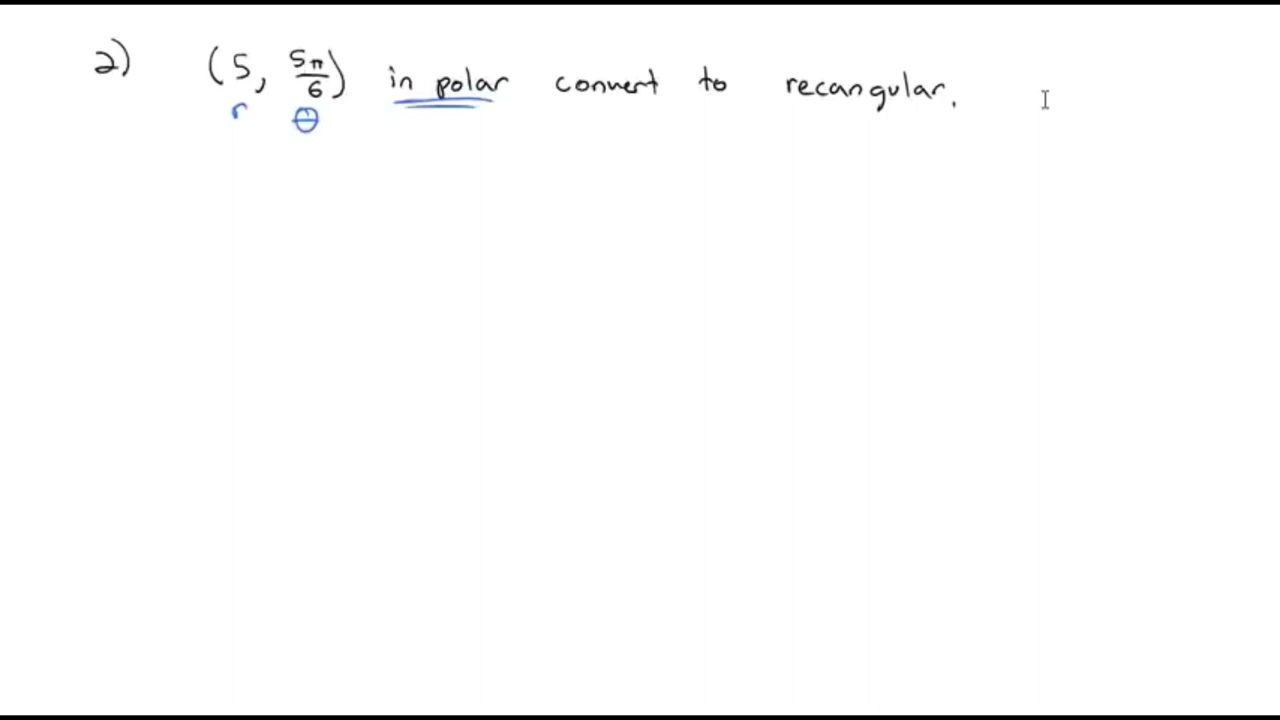 2) (5, 5π/6) in polar convert to recangular.
r θ